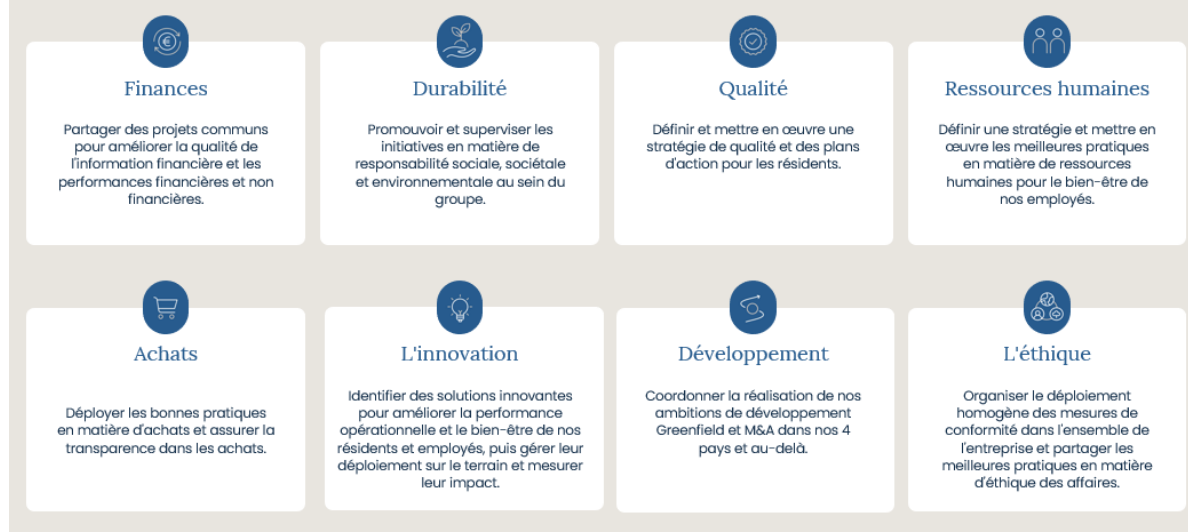 Finances
Partager des projets communs
pour améliorer la qualité de
l'information financière et les
performances financières et non
financières.
Durabilité
Promouvoir et superviser les
initiatives en matière de
responsabilité sociale, sociétale
et environnementale au sein du
groupe.
Qualité
Définir et mettre en œuvre une
stratégie de qualité et des plans
d'action pour les résidents.
Ressources humaines
Définir une stratégie et mettre en
œuvre les meilleures pratiques
en matière de ressources
humaines pour le bien-être de
nos employés.
Achats
Déployer les bonnes pratiques
en matière d'achats et assurer la
transparence dans les achats.
L'innovation
Identifier des solutions innovantes
pour améliorer la performance
opérationnelle et le bien-être de nos
résidents et employés, puis gérer leur
déploiement sur le terrain et mesurer
leur impact.
Développement
Coordonner la réalisation de nos
ambitions de développement
Greenfield et M&A dans nos 4
pays et au-delà.
L'éthique
Organiser le déploiement
homogène des mesures de
conformité dans l'ensemble de
l'entreprise et partager les
meilleures pratiques en matière
d'éthique des affaires.